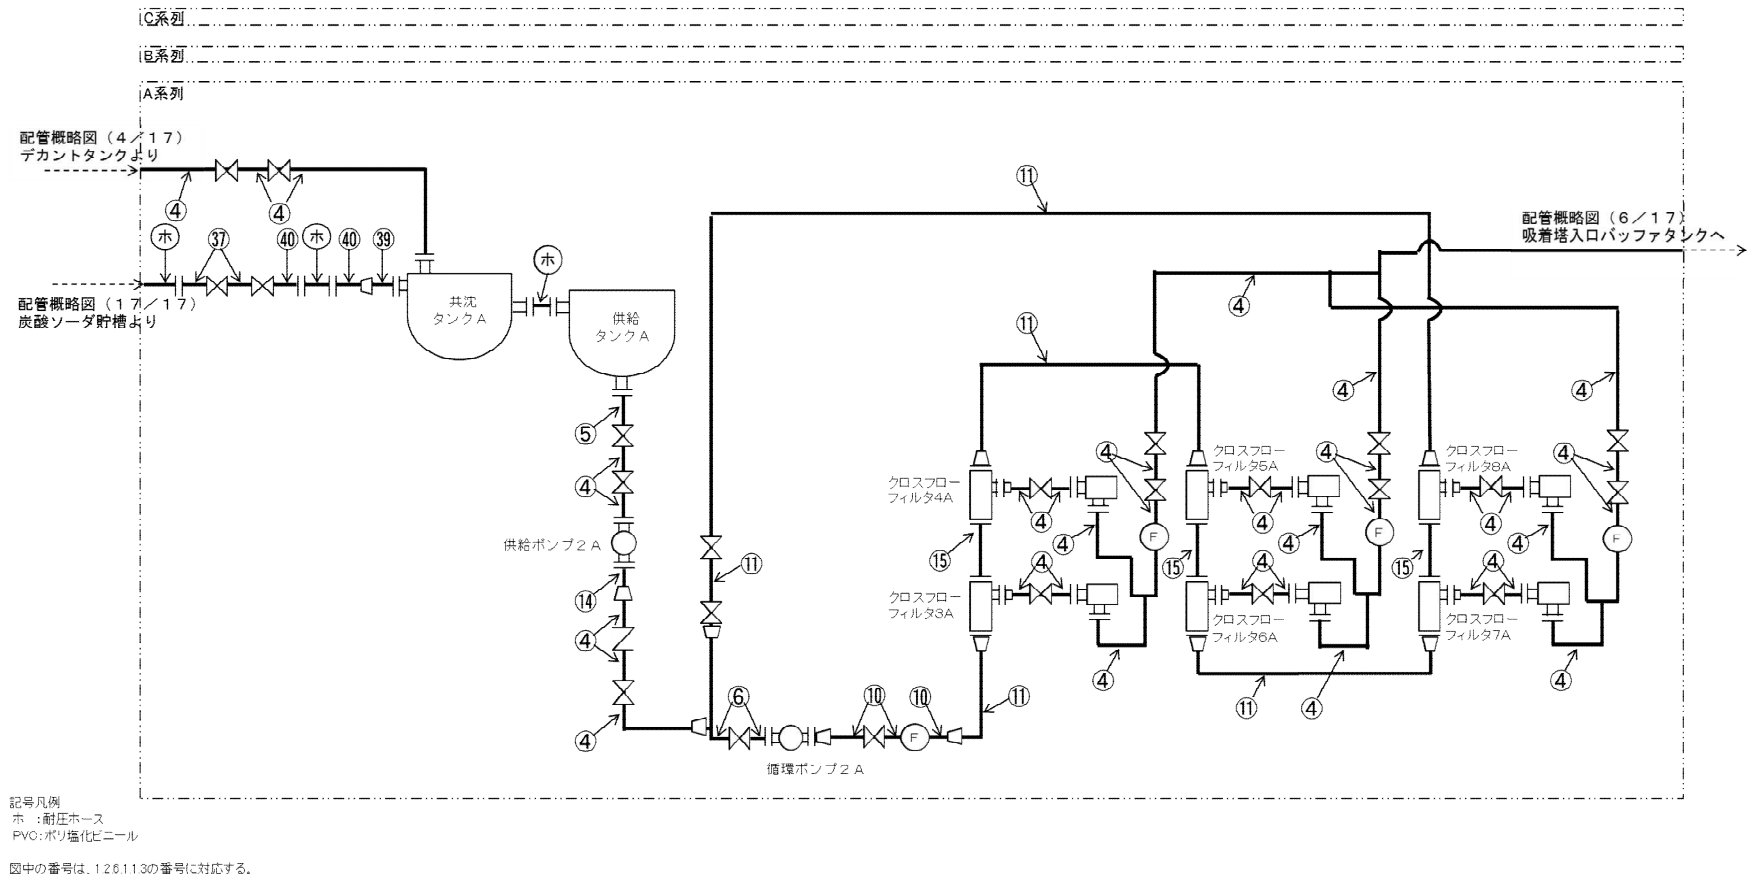 C系列
B系列
A系列
配管概略図（４／１７）
デカントタンクより
④
④
⑪
配管概略図（６／１７）
吸着塔入口バッファタンクへ
ホ
㊲
㊵
ホ
㊵
㊴
ホ
配管概略図（１７／１７）
炭酸ソーダ貯槽より
共沈
タンクA
供給
タンクA
④
⑪
④
④
⑤
④
④
④
④
クロスフロー
フィルタ4A
クロスフロー
フィルタ5A
クロスフロー
フィルタ8A
④
④
④
④
④
④
F
F
F
供給ポンプ２A
⑪
⑮
⑮
⑮
④
④
④
⑭
クロスフロー
フィルタ3A
クロスフロー
フィルタ6A
クロスフロー
フィルタ7A
④
④
④
④
⑥
⑩
⑩
⑪
⑪
④
F
循環ポンプ２A
記号凡例
ホ ：耐圧ホース
PVC：ポリ塩化ビニール
図中の番号は、1.2.6.1.1.3の番号に対応する。